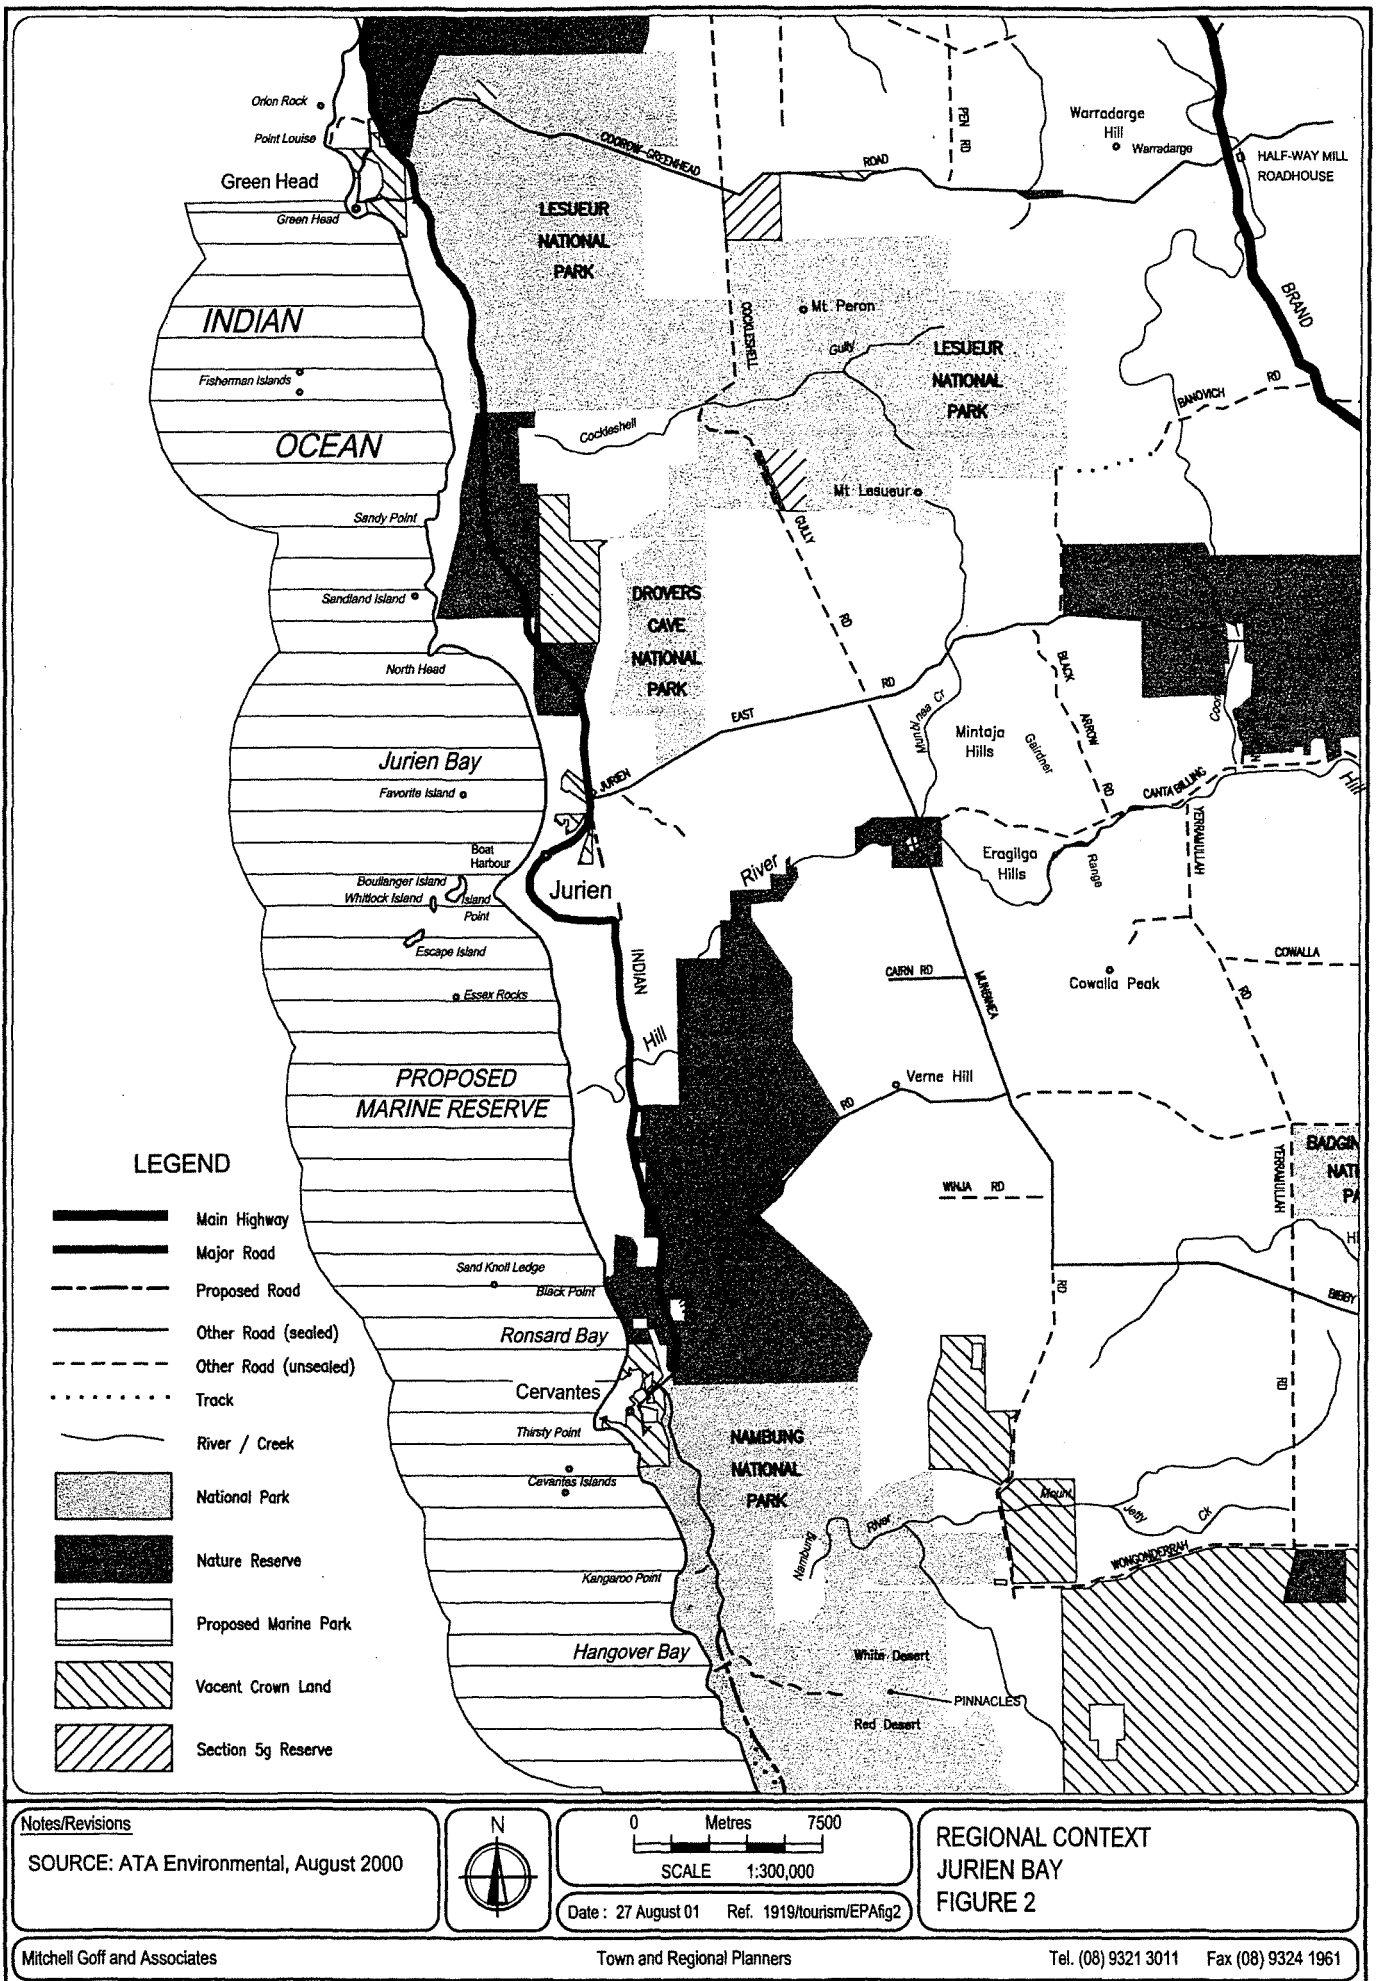 Orion Rock
Point Louise
Green Head
Green Head
COOROW-GREENHEAD
ROAD
PEN RD
Warradarge
Hill
Warradarge
HALF-WAY MILL
ROADHOUSE
LESUEUR
NATIONAL
PARK
INDIAN
OCEAN
Fisherman Islands
COCKLESHELL
Mt Peron
Gully
LESUEUR
NATIONAL
PARK
BRAND
BANOVICH
RD
Cockleshell
Mt Lesueur
GULLY
RD
Sandy Point
Sandland Island
North Head
DROVERS
CAVE
NATIONAL
PARK
RD
EAST
JURIEN
Munbinea Cr
Mintaja
Hills
Gairdner
BLACK
ARROW
RD
CANTABILLING
Hill
Jurien Bay
Favorite Island
Boat
Harbour
Boullanger Island
Whitlock Island
Island
Point
Jurien
River
Eragilga
Hills
Range
YERRAMULLAH
Escape Island
Essex Rocks
INDIAN
CAIRN RD
MUNBINEA
Cowalla Peak
COWALLA
RD
Hill
PROPOSED
MARINE RESERVE
Verne Hill
RD
BADGIN
NATI
PA
YERRAMULLAH
WINJA RD
HI
BIBBY
RD
RD
Sand Knoll Ledge
Black Point
Ronsard Bay
Cervantes
Thirsty Point
Cavantes Islands
NAMBUNG
NATIONAL
PARK
Nambung
River
Mount
Jetty
Ck
WONGONDERRAH
Kangaroo Point
Hangover Bay
White Desert
PINNACLES
Red Desert
LEGEND
Main Highway
Major Road
Proposed Road
Other Road (sealed)
Other Road (unsealed)
Track
River / Creek
National Park
Nature Reserve
Proposed Marine Park
Vacent Crown Land
Section 5g Reserve
Notes/Revisions
SOURCE: ATA Environmental, August 2000
N
0 Metres 7500
SCALE 1:300,000
Date : 27 August 01 Ref. 1919/tourism/EPAfig2
REGIONAL CONTEXT
JURIEN BAY
FIGURE 2
Mitchell Goff and Associates Town and Regional Planners Tel. (08) 9321 3011 Fax (08) 9324 1961